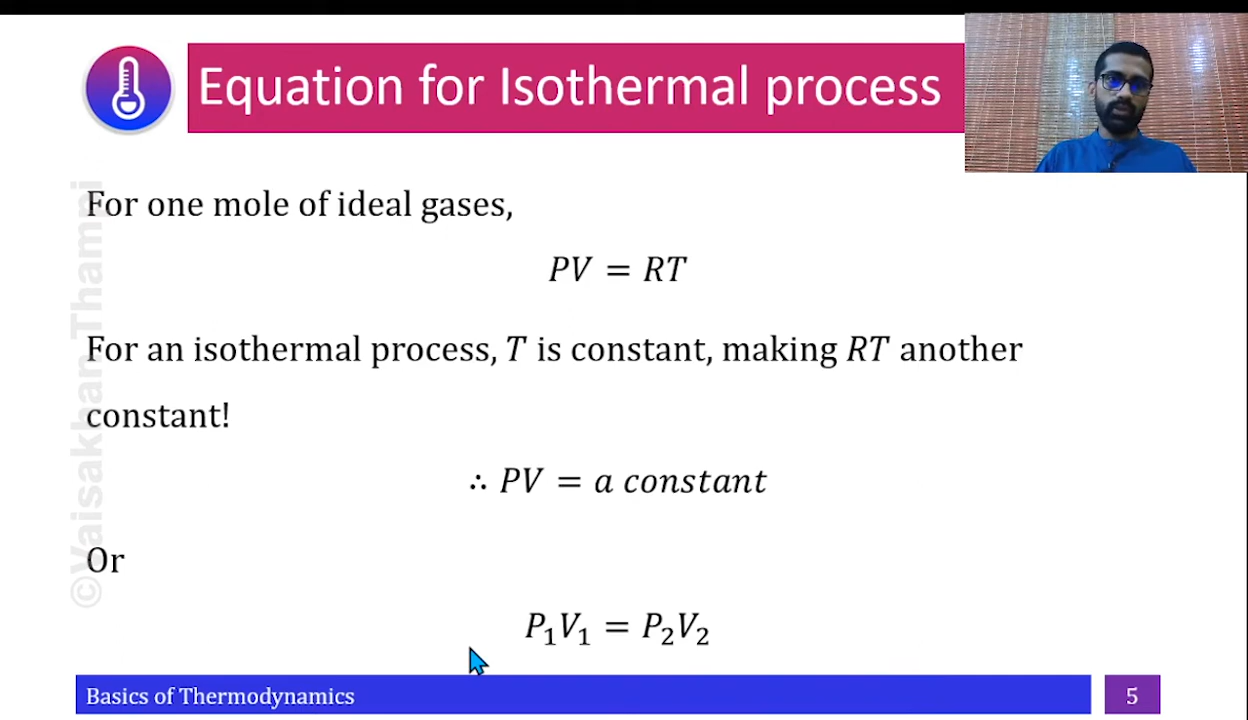 Equation for Isothermal process
For one mole of ideal gases,
PV = RT
For an isothermal process, T is constant, making RT another
constant!
∴ PV = a constant
Or
P₁V₁ = P₂V₂
©Vaisakhan Thampi
Basics of Thermodynamics
5